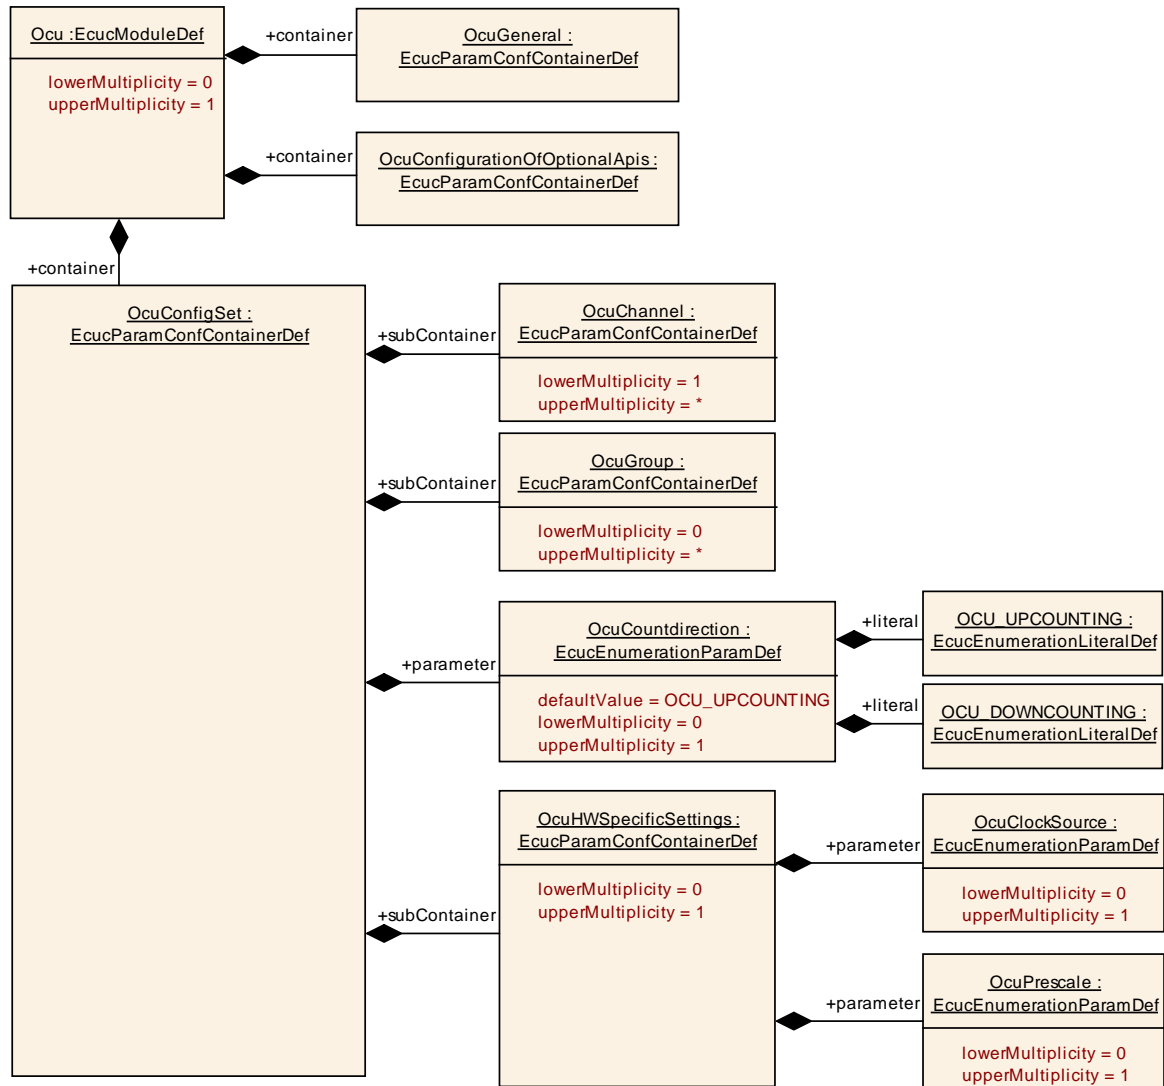 Ocu :EcucModuleDef
lowerMultiplicity = 0
upperMultiplicity = 1
+container
OcuGeneral :
EcucParamConfContainerDef
+container
OcuConfigurationOfOptionalApis:
EcucParamConfContainerDef
+container
OcuConfigSet :
EcucParamConfContainerDef
+subContainer
OcuChannel :
EcucParamConfContainerDef
lowerMultiplicity = 1
upperMultiplicity = *
+subContainer
OcuGroup :
EcucParamConfContainerDef
lowerMultiplicity = 0
upperMultiplicity = *
+parameter
OcuCountdirection :
EcucEnumerationParamDef
defaultValue = OCU_UPCOUNTING
lowerMultiplicity = 0
upperMultiplicity = 1
+literal
OCU_UPCOUNTING :
EcucEnumerationLiteralDef
+literal
OCU_DOWNCOUNTING :
EcucEnumerationLiteralDef
+subContainer
OcuHWSpecificSettings :
EcucParamConfContainerDef
lowerMultiplicity = 0
upperMultiplicity = 1
+parameter
OcuClockSource :
EcucEnumerationParamDef
lowerMultiplicity = 0
upperMultiplicity = 1
+parameter
OcuPrescale :
EcucEnumerationParamDef
lowerMultiplicity = 0
upperMultiplicity = 1